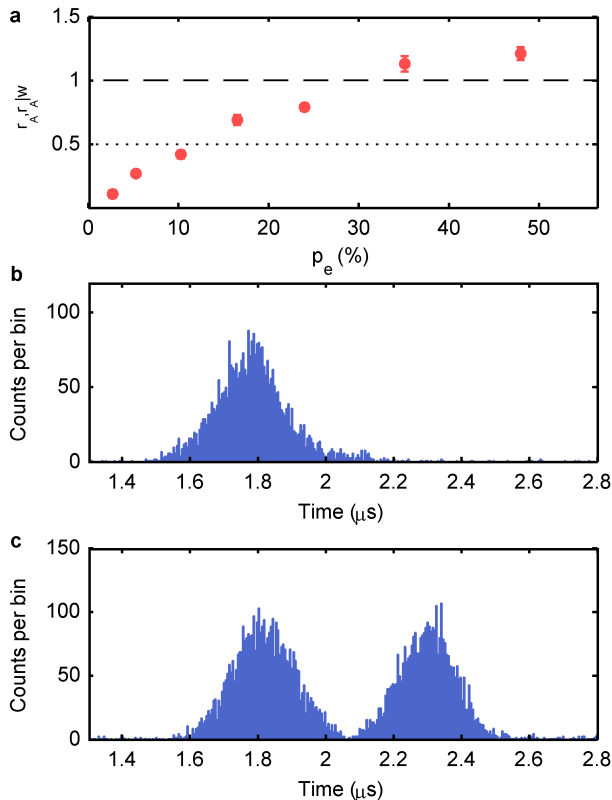 a
1.5
1
0.5
0
r_A,r_A|w
0 10 20 30 40 50
p_e (%)
b
100
50
0
Counts per bin
1.4 1.6 1.8 2 2.2 2.4 2.6 2.8
Time (μs)
c
150
100
50
0
Counts per bin
1.4 1.6 1.8 2 2.2 2.4 2.6 2.8
Time (μs)